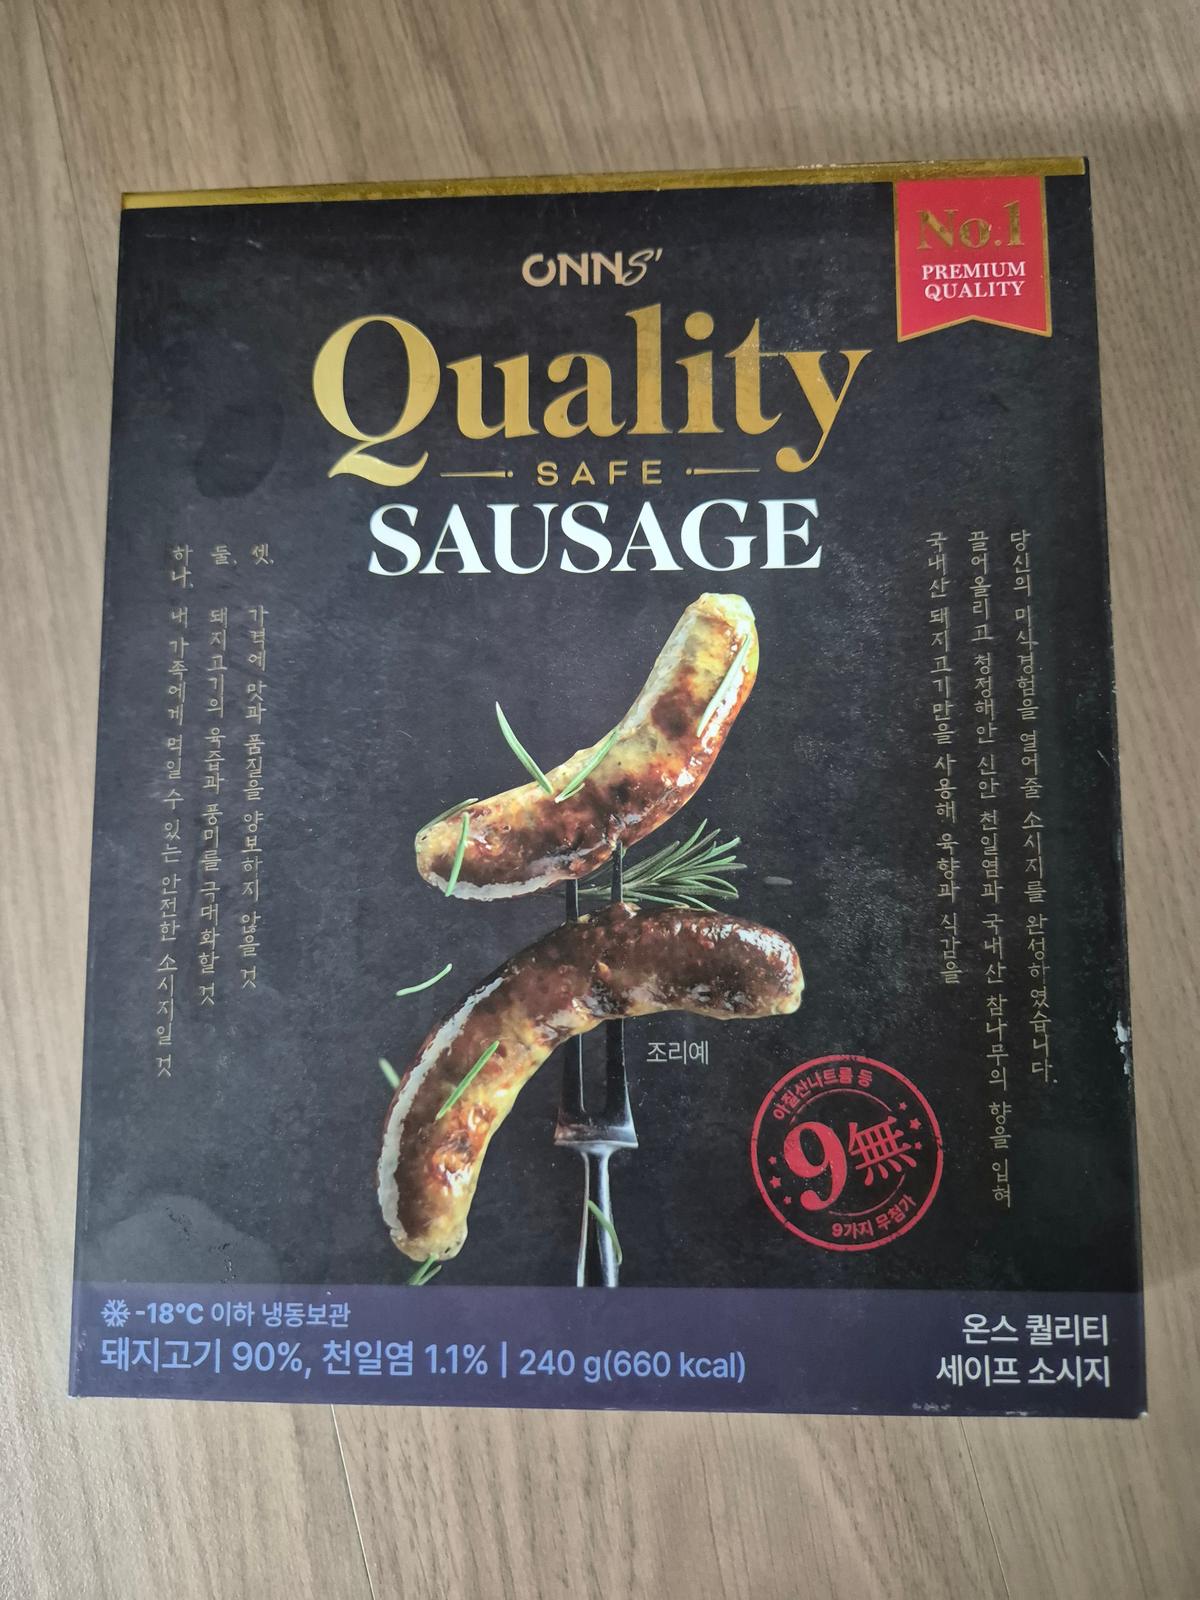 ONNS'
Quality
SAFE
SAUSAGE
No.1
PREMIUM
QUALITY
하나, 내 가족에게 먹일 수 있는 안전한 소시지일 것
둘, 돼지고기의 육즙과 풍미를 극대화할 것
셋, 가격에 맛과 품질을 양보하지 않을 것
국내산 돼지고기만을 사용해 육향과 식감을
끌어올리고 청정해안 신안 천일염과 국내산 참나무의 향을 입혀
당신의 미식경험을 열어줄 소시지를 완성하였습니다.
조리예
아질산나트륨 등
9無
9가지 무첨가
-18°C 이하 냉동보관
돼지고기 90%, 천일염 1.1% | 240 g(660 kcal)
온스 퀄리티
세이프 소시지